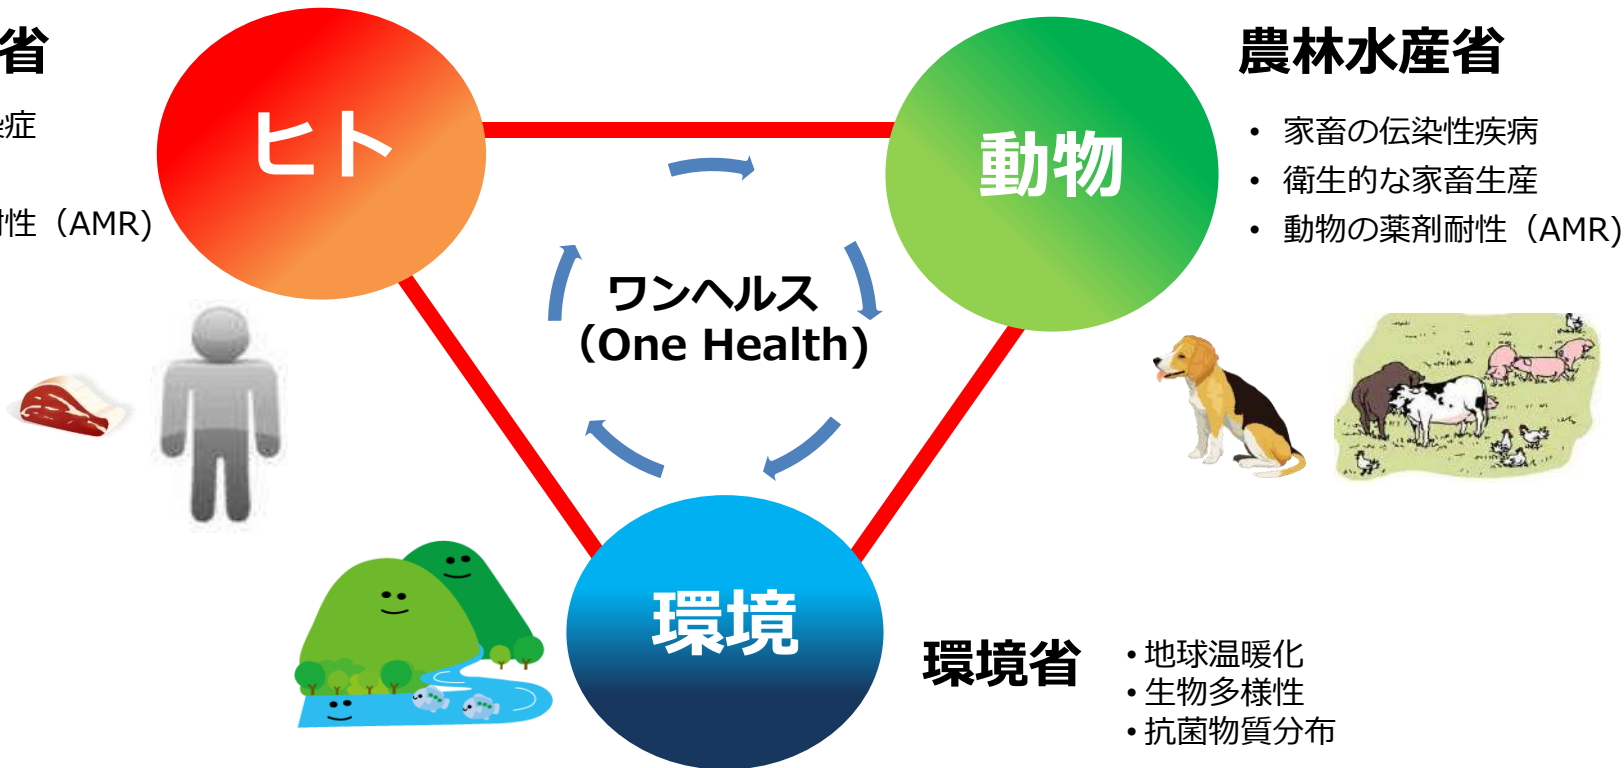 省
ヒト
染症
耐性（AMR)
農林水産省
動物
• 家畜の伝染性疾病
• 衛生的な家畜生産
• 動物の薬剤耐性（AMR)
ワンヘルス
（One Health)
環境
環境省
•地球温暖化
•生物多様性
•抗菌物質分布